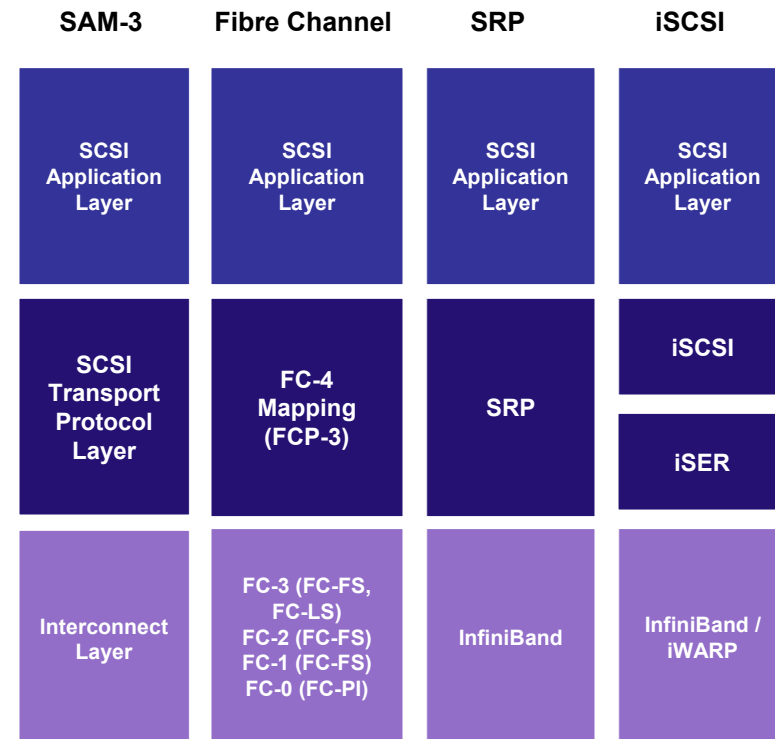 SAM-3 Fibre Channel SRP iSCSI
SCSI
Application
Layer
SCSI
Application
Layer
SCSI
Application
Layer
SCSI
Application
Layer
SCSI
Transport
Protocol
Layer
FC-4
Mapping
(FCP-3)
SRP
iSCSI
iSER
Interconnect
Layer
FC-3 (FC-FS,
FC-LS)
FC-2 (FC-FS)
FC-1 (FC-FS)
FC-0 (FC-PI)
InfiniBand
InfiniBand /
iWARP